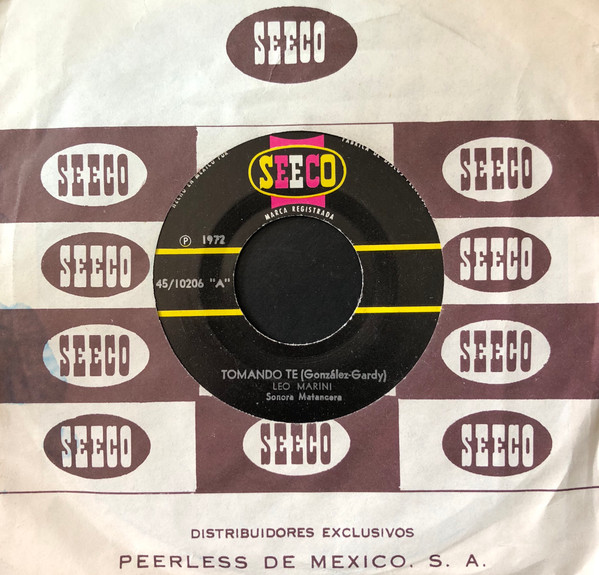 SEECO
SEECO
SEECO
SEECO
MARCA REGISTRADA
SEECO
SEECO
Ⓟ 1972
45/10206 "A"
SEECO
SEECO
TOMANDO TE (González-Gardy)
LEO MARINI
Sonora Matancera
SEECO
SEECO
SEECO
DISTRIBUIDORES EXCLUSIVOS
PEERLESS DE MEXICO. S. A.